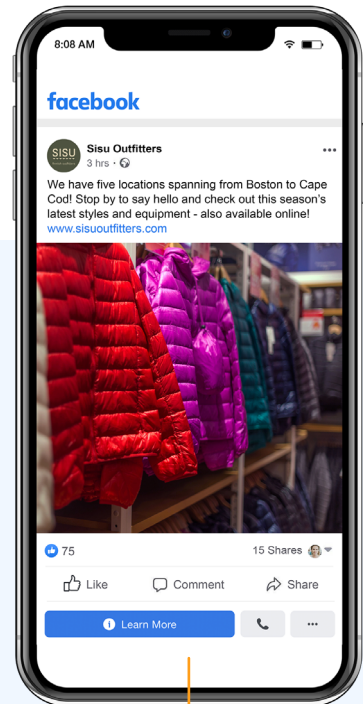 8:08 AM
facebook
SISU
Sisu Outfitters
3 hrs
We have five locations spanning from Boston to Cape
Cod! Stop by to say hello and check out this season's
latest styles and equipment - also available online!
www.sisuoutfitters.com
75
15 Shares
Like
Comment
Share
Learn More